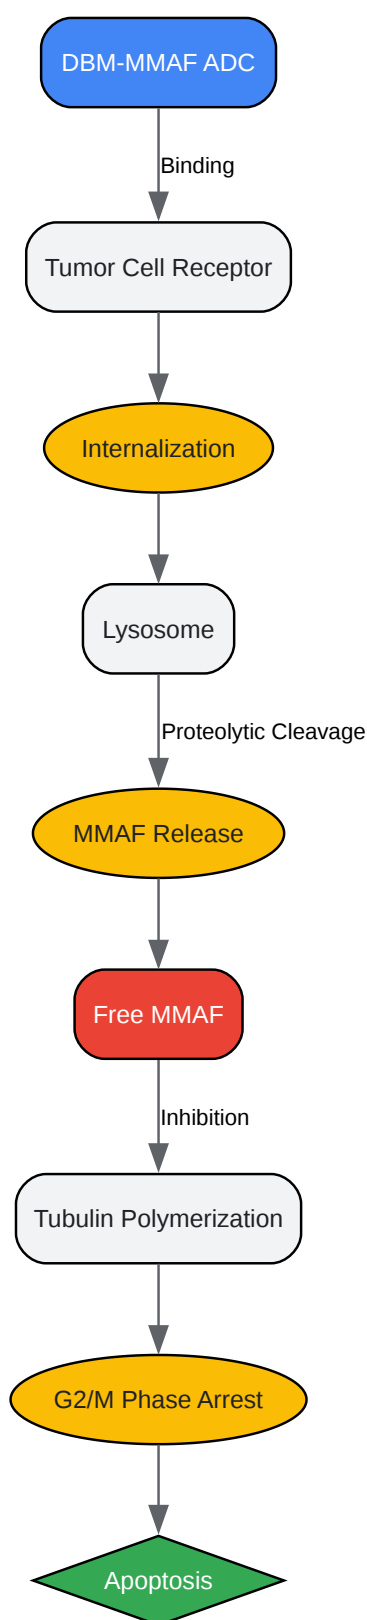 DBM-MMAF ADC
Binding
Tumor Cell Receptor
Internalization
Lysosome
Proteolytic Cleavage
MMAF Release
Free MMAF
Inhibition
Tubulin Polymerization
G2/M Phase Arrest
Apoptosis